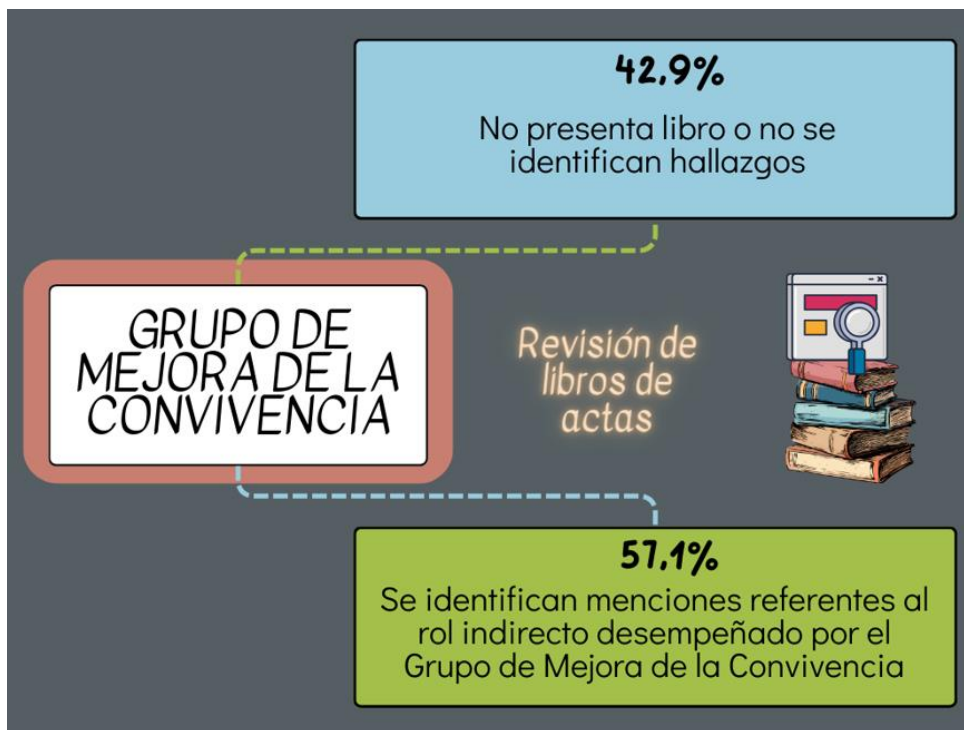 42,9%
No presenta libro o no se
identifican hallazgos
GRUPO DE
MEJORA DE LA
CONVIVENCIA
Revisión de
libros de
actas
57,1%
Se identifican menciones referentes al
rol indirecto desempeñado por el
Grupo de Mejora de la Convivencia